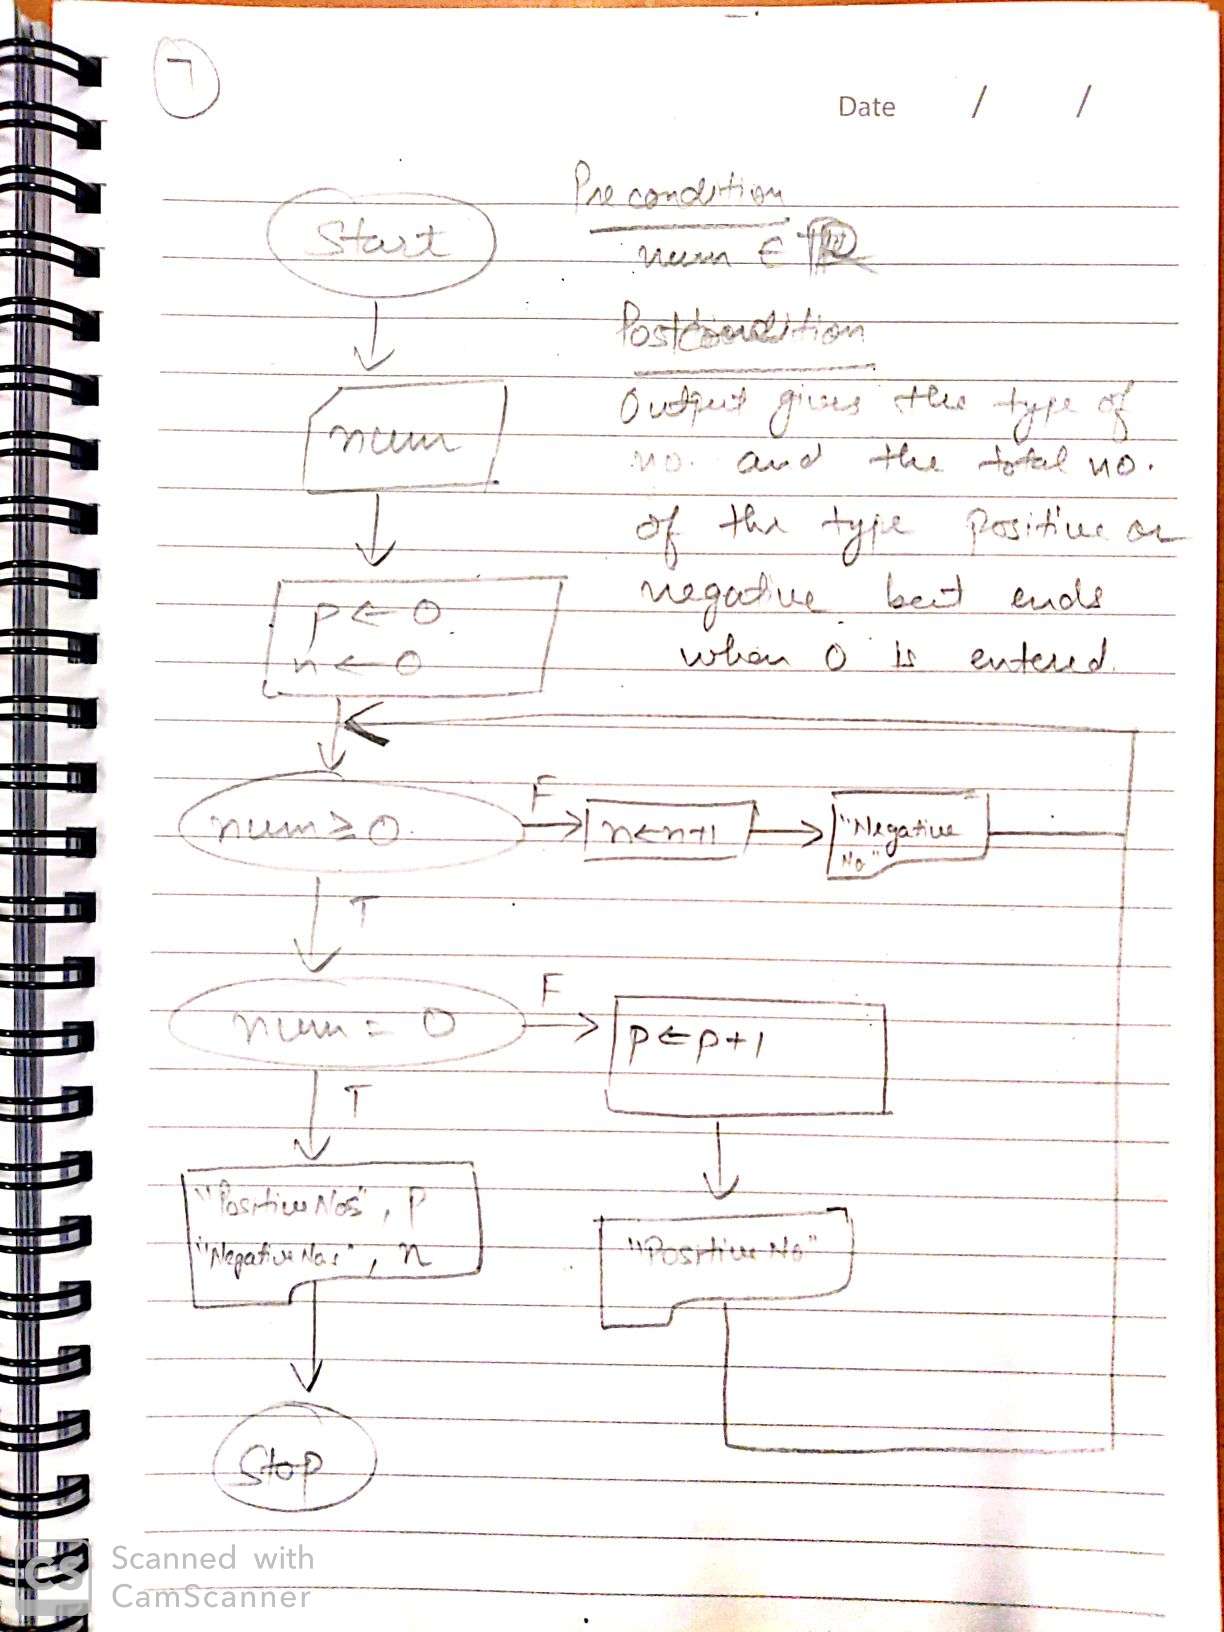 7
Date / /
Start
Precondition
num ∈ ℝ
Postcondition
Output gives the type of
no. and the total no.
of the type positive or
negative but ends
when 0 is entered.
num
p ← 0
n ← 0
num ≥ 0
F
n ← n+1
"Negative
No"
T
num = 0
F
p ← p+1
T
"Positive Nos", p
"Negative Nos", n
"Positive No"
Stop
CS
Scanned with
CamScanner